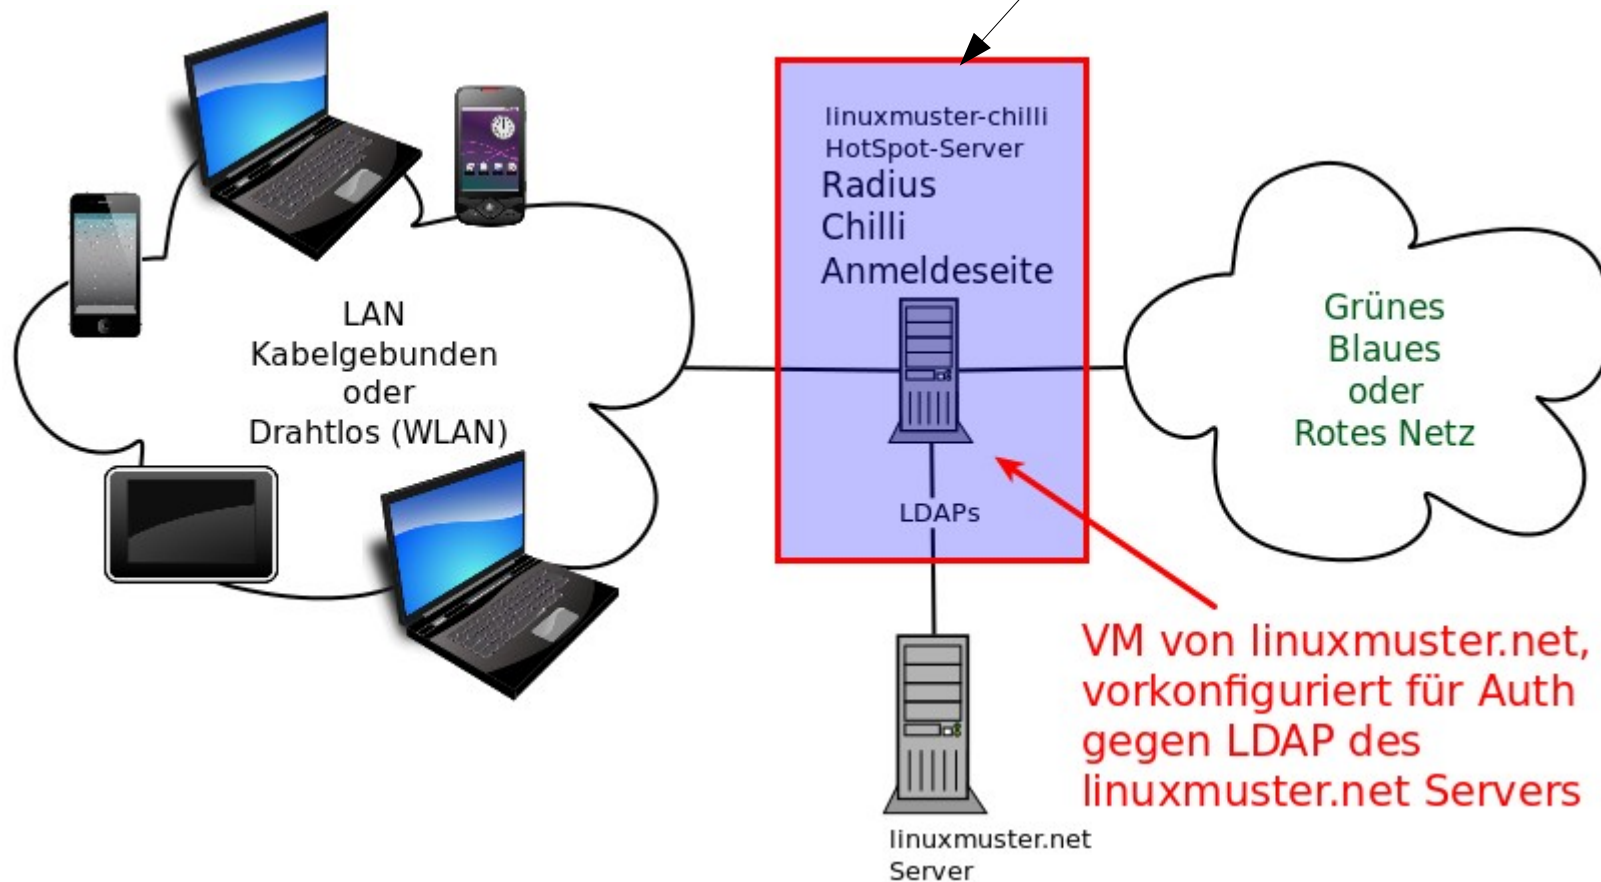 linuxmuster-chilli
HotSpot-Server
Radius
Chilli
Anmeldeseite
LAN
Kabelgebunden
oder
Drahtlos (WLAN)
Grünes
Blaues
oder
Rotes Netz
LDAPs
VM von linuxmuster.net,
vorkonfiguriert für Auth
gegen LDAP des
linuxmuster.net Servers
linuxmuster.net
Server